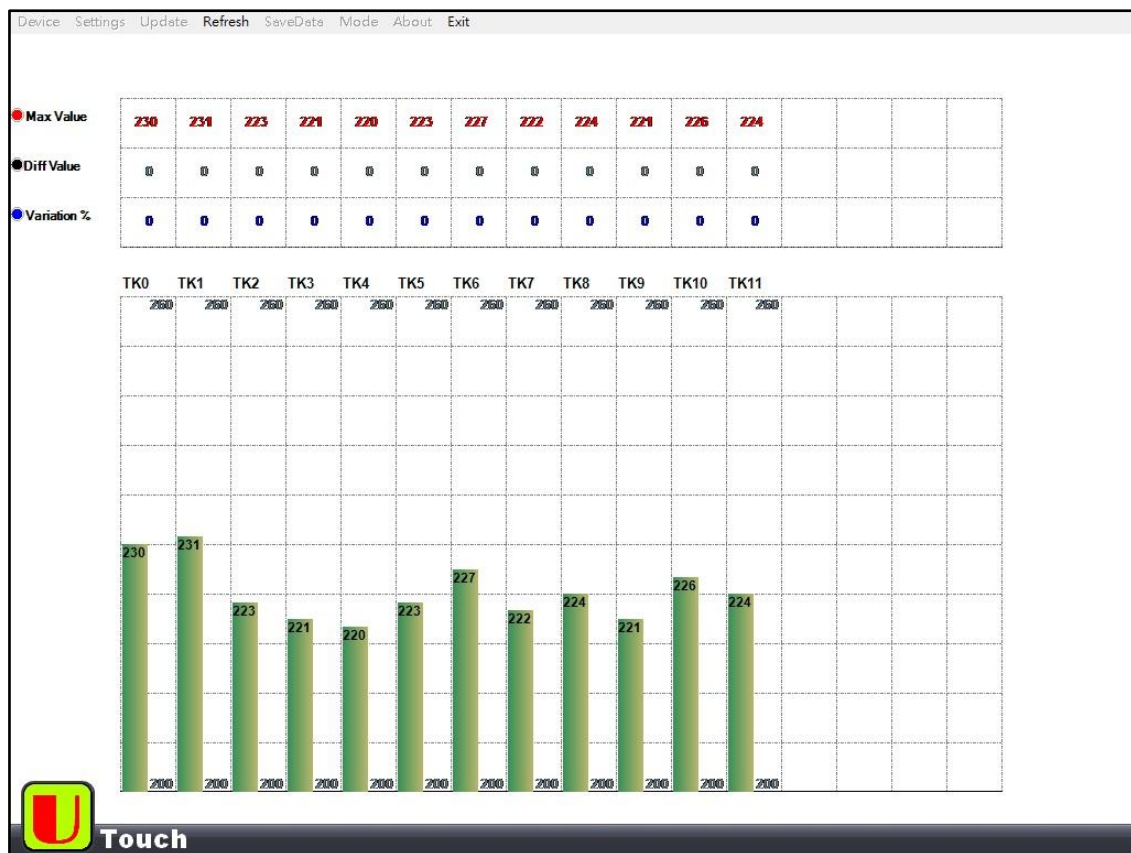 Device Settings Update Refresh SaveData Mode About Exit
Max Value 230 231 223 221 220 223 227 222 224 221 226 224
Diff Value 0 0 0 0 0 0 0 0 0 0 0 0
Variation % 0 0 0 0 0 0 0 0 0 0 0 0
TK0 TK1 TK2 TK3 TK4 TK5 TK6 TK7 TK8 TK9 TK10 TK11
260 260 260 260 260 260 260 260 260 260 260 260
230 231 223 221 220 223 227 222 224 221 226 224
200 200 200 200 200 200 200 200 200 200 200 200
U Touch